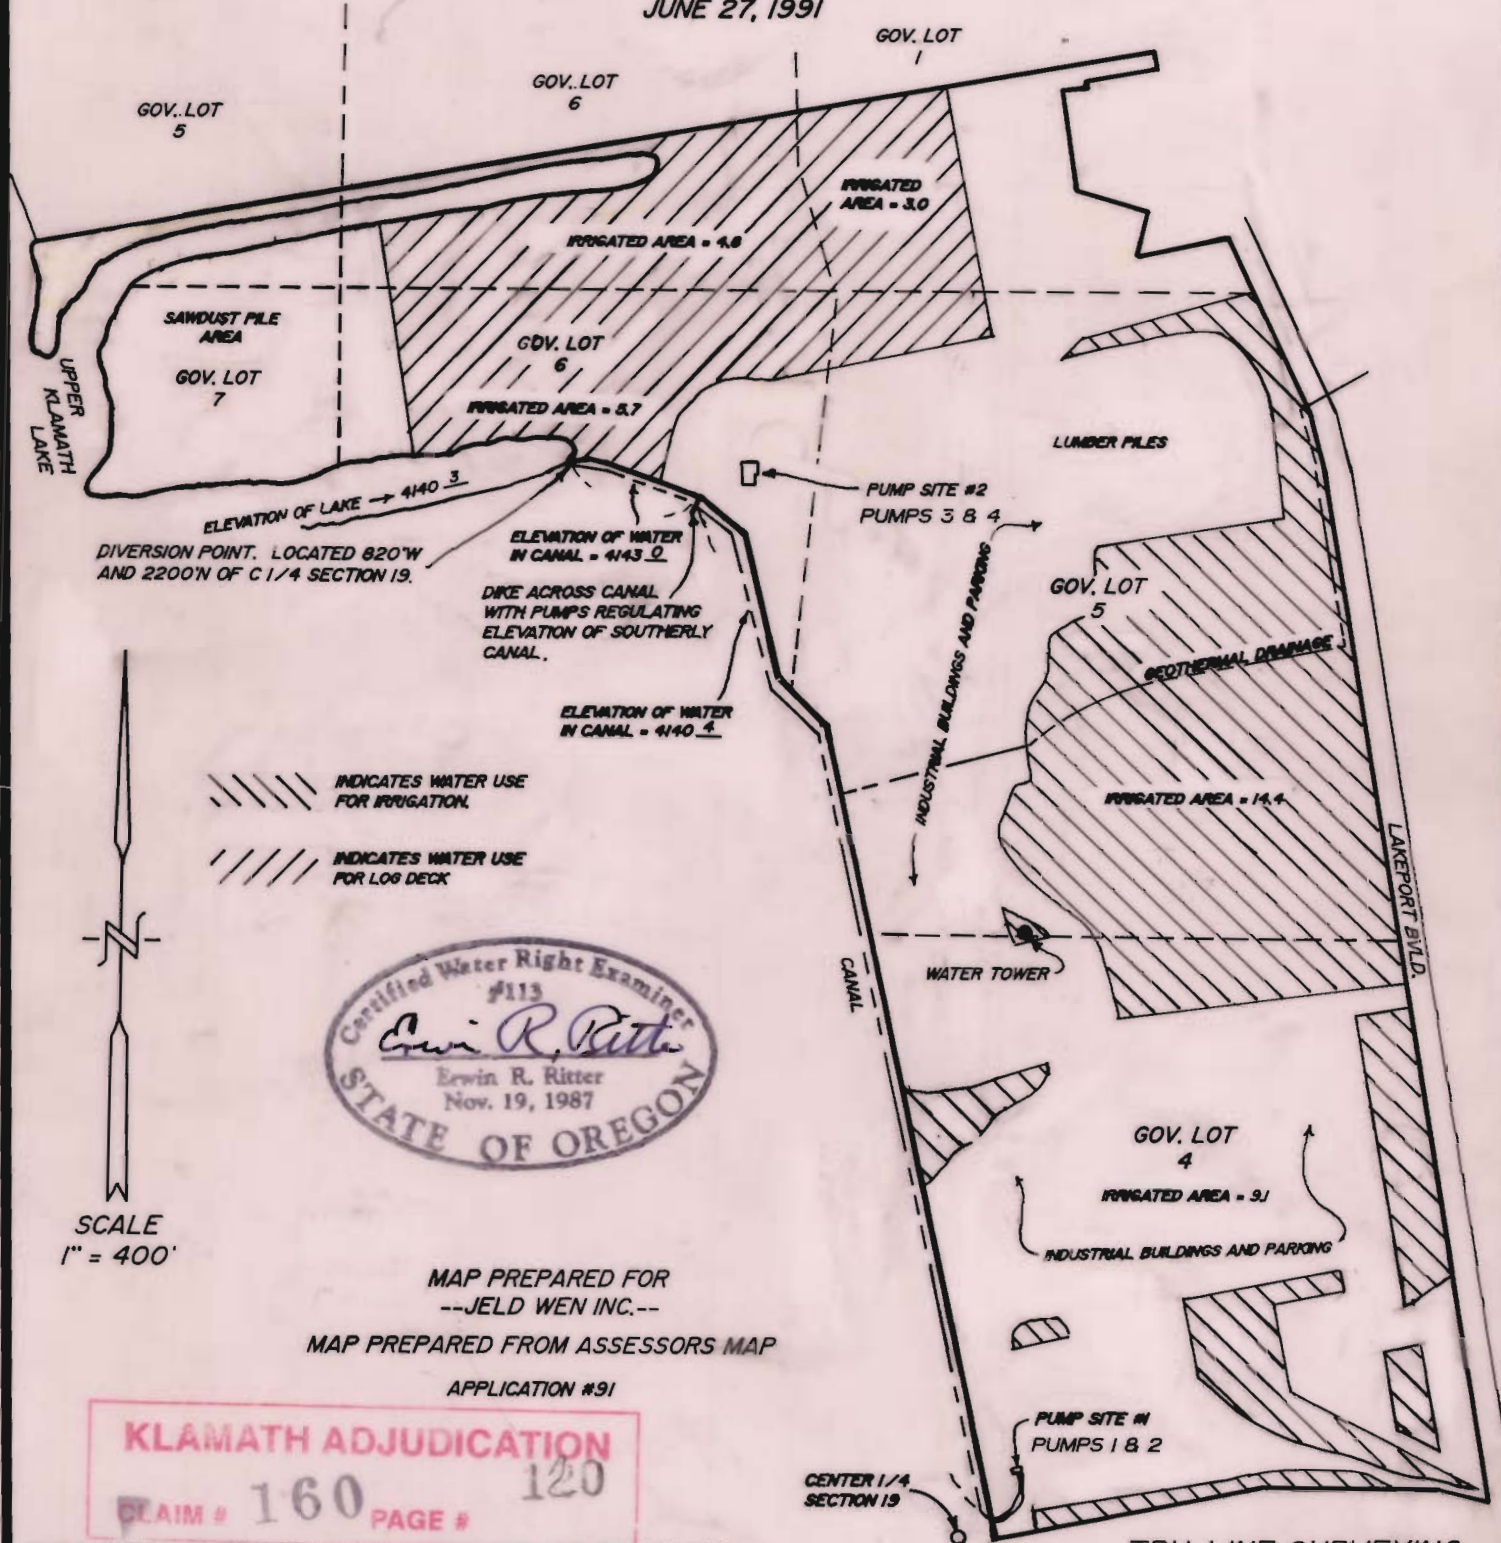 JUNE 27, 1991
GOV. LOT
1
GOV. LOT
6
GOV. LOT
5
IRRIGATED
AREA = 3.0
IRRIGATED AREA = 4.8
SAWDUST PILE
AREA
GOV. LOT
7
GOV. LOT
6
IRRIGATED AREA = 5.7
UPPER
KLAMATH
LAKE
LUMBER PILES
ELEVATION OF LAKE → 4140 3
PUMP SITE #2
PUMPS 3 & 4
DIVERSION POINT. LOCATED 820'W
AND 2200'N OF C 1/4 SECTION 19.
ELEVATION OF WATER
IN CANAL = 4143 0
DIKE ACROSS CANAL
WITH PUMPS REGULATING
ELEVATION OF SOUTHERLY
CANAL.
GOV. LOT
5
INDUSTRIAL BUILDINGS AND PARKING
GEOTHERMAL DRAINAGE
ELEVATION OF WATER
IN CANAL = 4140 4
INDICATES WATER USE
FOR IRRIGATION.
IRRIGATED AREA = 14.4
INDICATES WATER USE
FOR LOG DECK
LAKEPORT BVLD.
N
CANAL
WATER TOWER
Certified Water Right Examiner
#113
Erwin R. Ritter
Erwin R. Ritter
Nov. 19, 1987
STATE OF OREGON
GOV. LOT
4
IRRIGATED AREA = 9.1
INDUSTRIAL BUILDINGS AND PARKING
SCALE
1" = 400'
MAP PREPARED FOR
--JELD WEN INC.--
MAP PREPARED FROM ASSESSORS MAP
APPLICATION #91
KLAMATH ADJUDICATION
CLAIM # 160 PAGE # 120
PUMP SITE #1
PUMPS 1 & 2
CENTER 1/4
SECTION 19
TRU-LINE SURVEYING